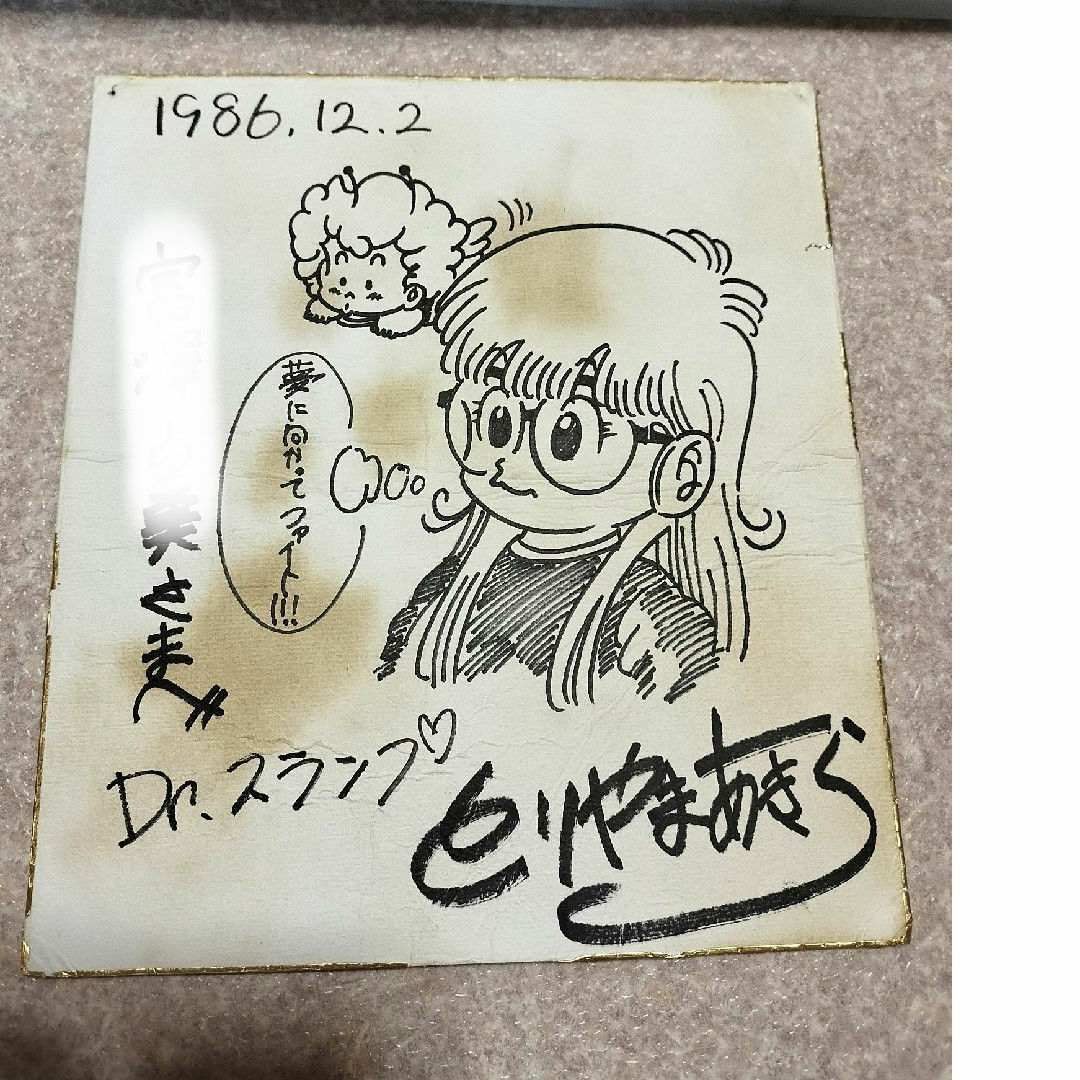 1986.12.2
美さまへ
夢に向かって ファイト!!!
Dr.スランプ♡
とりやまあきら